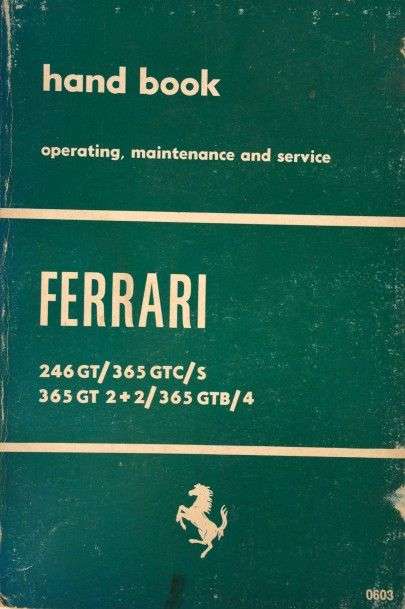 hand book
operating, maintenance and service
FERRARI
246 GT/365 GTC/S
365 GT 2+2/365 GTB/4
0603